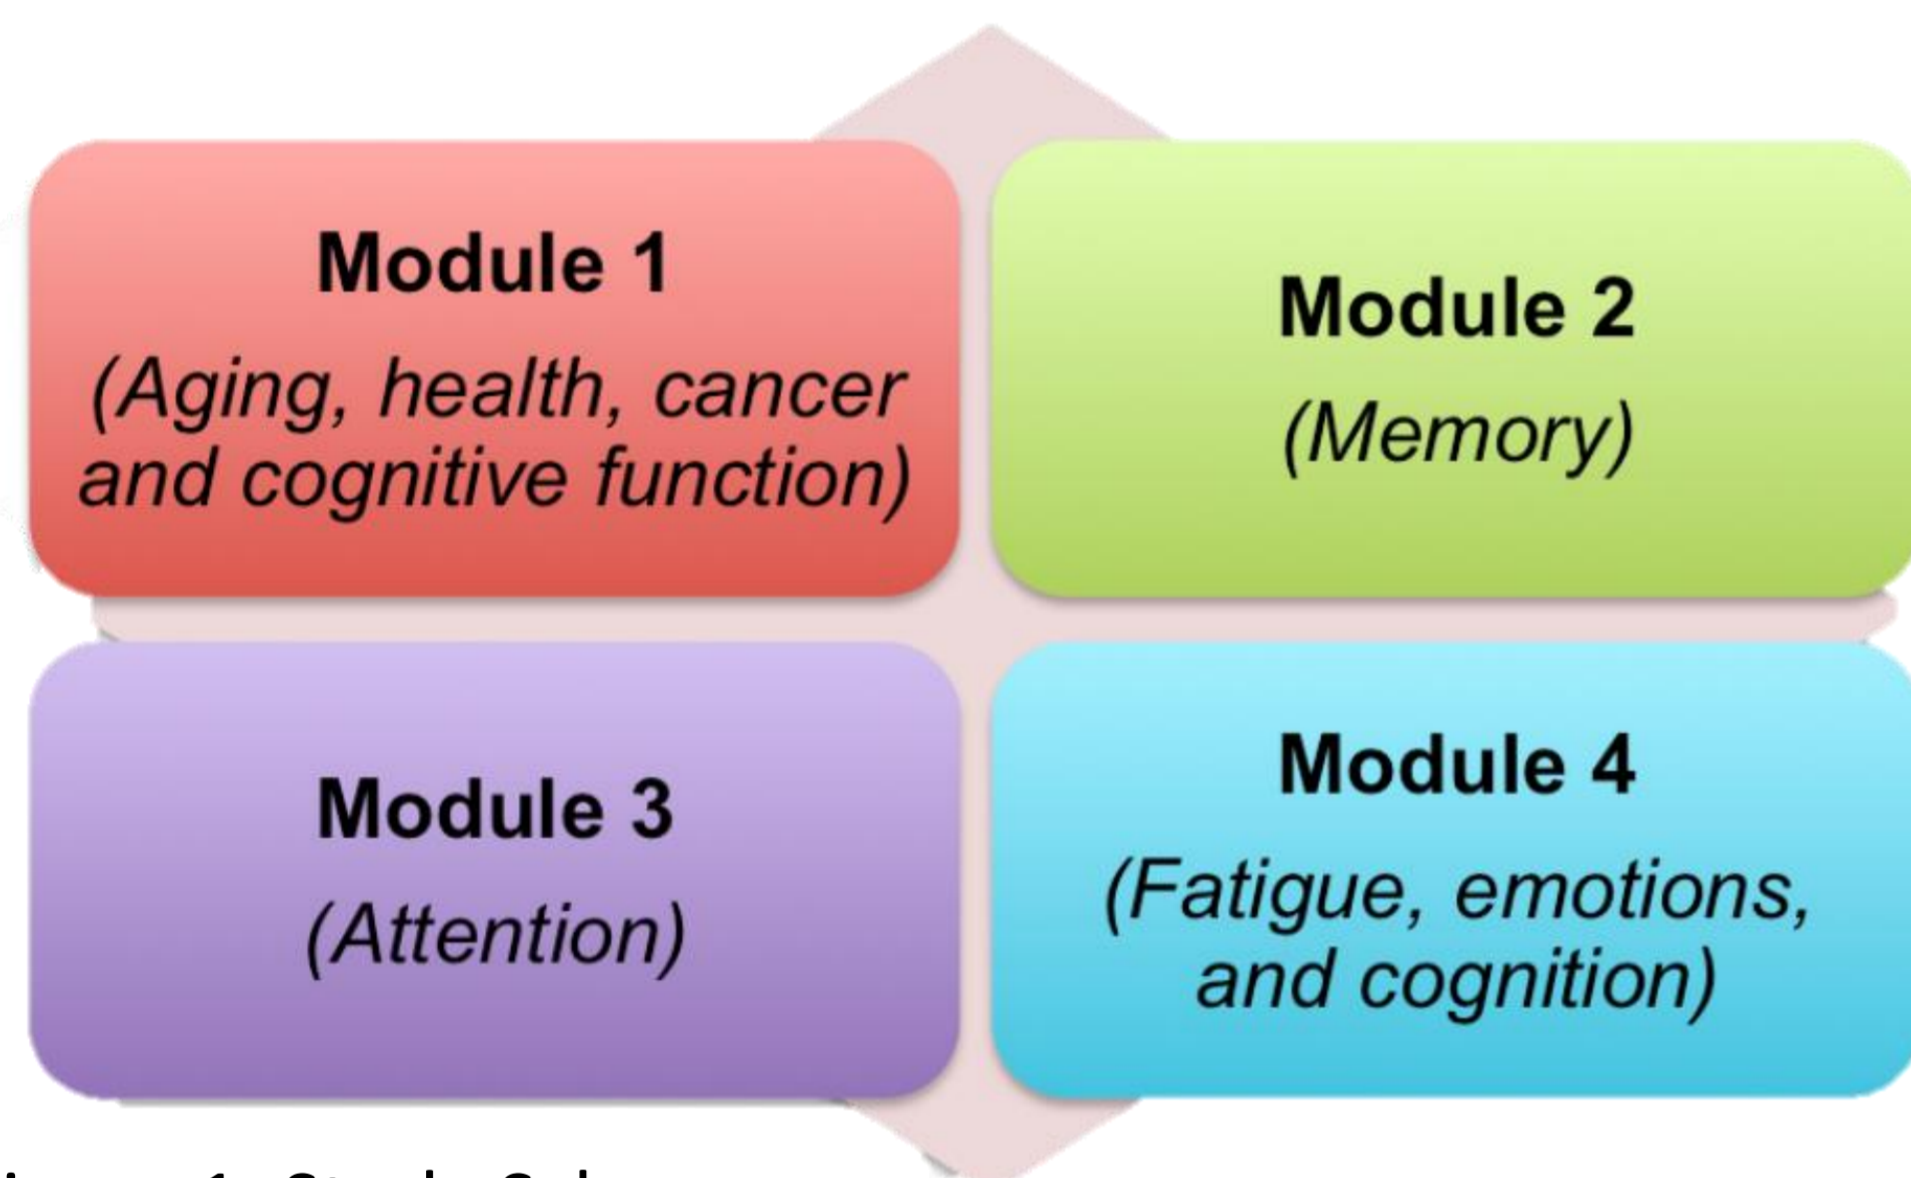 Module 1
(Aging, health, cancer
and cognitive function)
Module 2
(Memory)
Module 3
(Attention)
Module 4
(Fatigue, emotions,
and cognition)